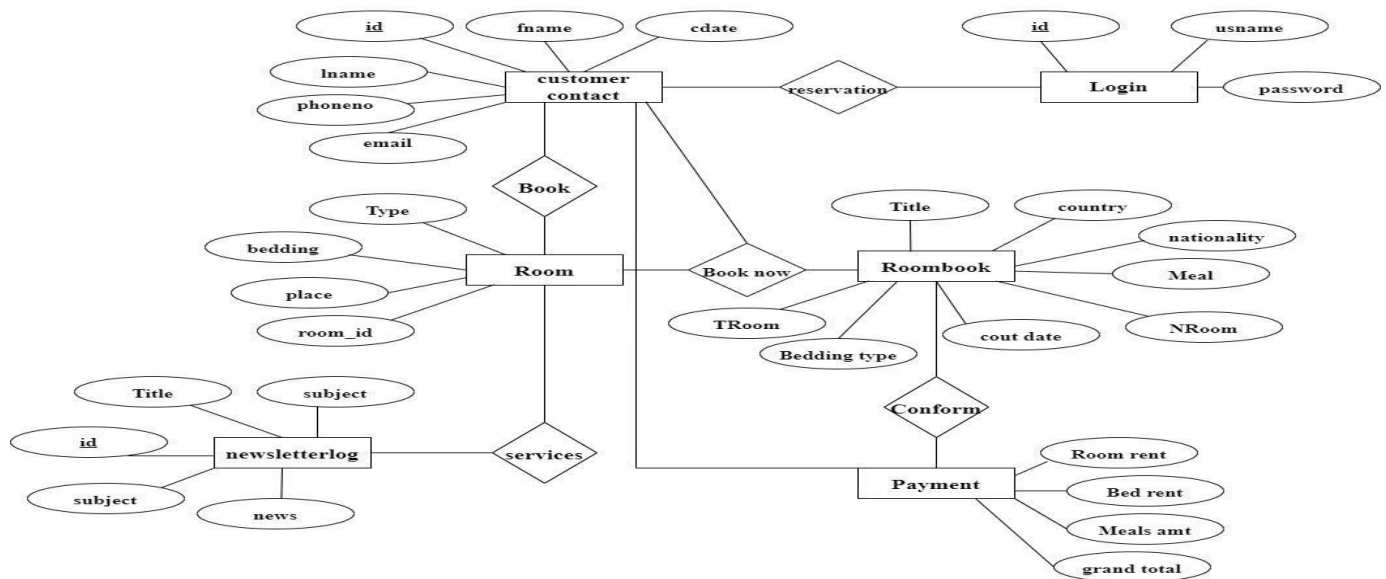 id
fname
cdate
id
usname
lname
customer
contact
reservation
Login
password
phoneno
email
Book
Type
Title
country
bedding
nationality
Room
Book now
Roombook
Meal
place
TRoom
room_id
Bedding type
cout date
NRoom
Title
subject
Conform
id
newsletterlog
services
Room rent
subject
news
Payment
Bed rent
Meals amt
grand total